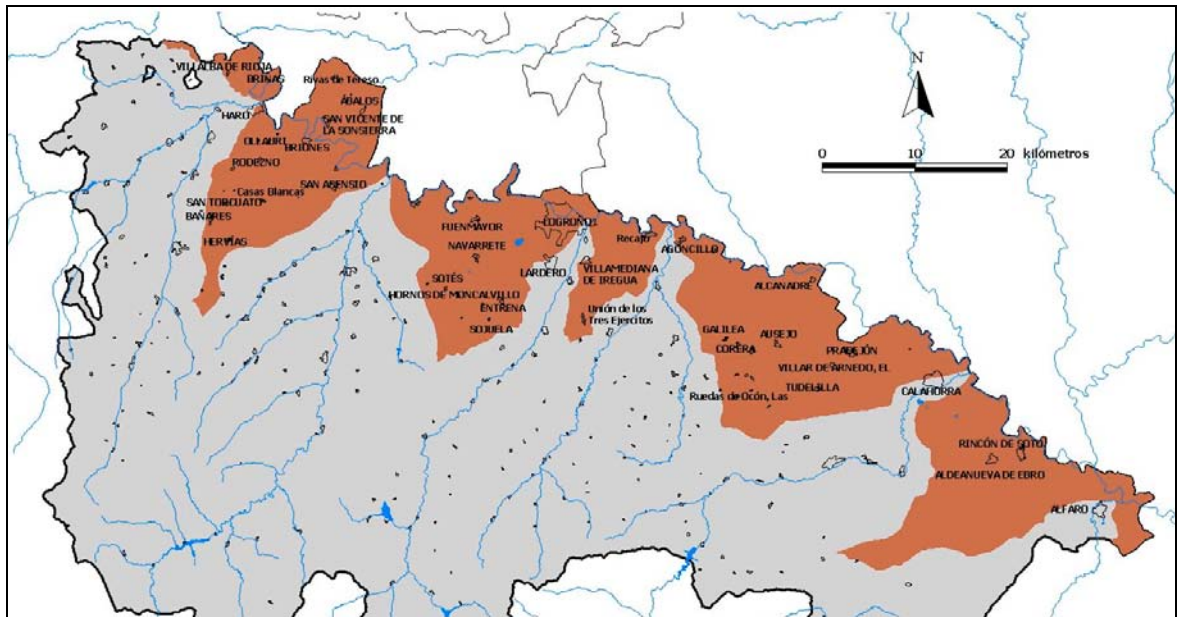 N
0 10 20 kilómetros
VILLALBA DE RIOJA
BRIÑAS
Rivas de Tereso
ÁBALOS
HARO
SAN VICENTE DE
LA SONSIERRA
OLLAURI
BRIONES
RODEZNO
SAN ASENSIO
Casas Blancas
SAN TORCUATO
BAÑARES
HERVÍAS
FUENMAYOR
LOGROÑO
NAVARRETE
Recajo
AGONCILLO
LARDERO
VILLAMEDIANA
DE IREGUA
SOTÉS
HORNOS DE MONCALVILLO
ENTRENA
SOJUELA
Unión de los
Tres Ejercitos
ALCANADRE
GALILEA
AUSEJO
CORERA
PRADEJÓN
VILLAR DE ARNEDO, EL
TUDELILLA
Ruedas de Ocón, Las
CALAHORRA
RINCÓN DE SOTO
ALDEANUEVA DE EBRO
ALFARO